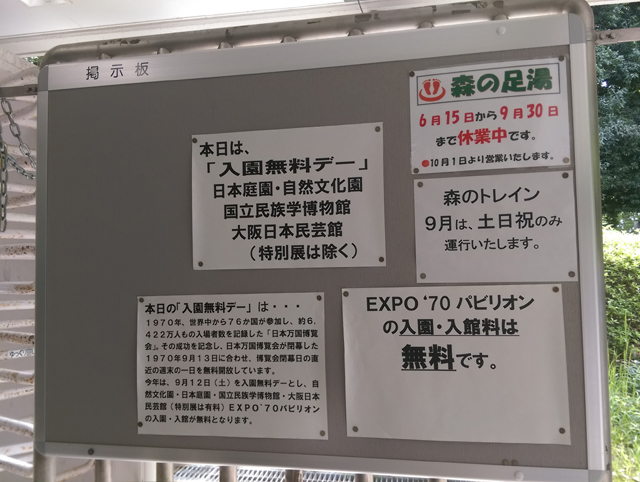 掲示板
森の足湯
6月15日から9月30日
まで休業中です。
●10月1日より営業いたします。
本日は、
「入園無料デー」
日本庭園・自然文化園
国立民族学博物館
大阪日本民芸館
（特別展は除く）
森のトレイン
9月は、土日祝のみ
運行いたします。
本日の「入園無料デー」は・・・
1970年、世界中から76か国が参加し、約6,
422万人もの入場者数を記録した「日本万国博覧
会」。その成功を記念し、日本万国博覧会が閉幕した
1970年9月13日に合わせ、博覧会閉幕日の直
近の週末の一日を無料開放しています。
今年は、9月12日（土）を入園無料デーとし、自
然文化園・日本庭園・国立民族学博物館・大阪日本
民芸館（特別展は有料）EXPO'70パビリオン
の入園・入館が無料となります。
EXPO '70 パビリオン
の入園・入館料は
無料です。